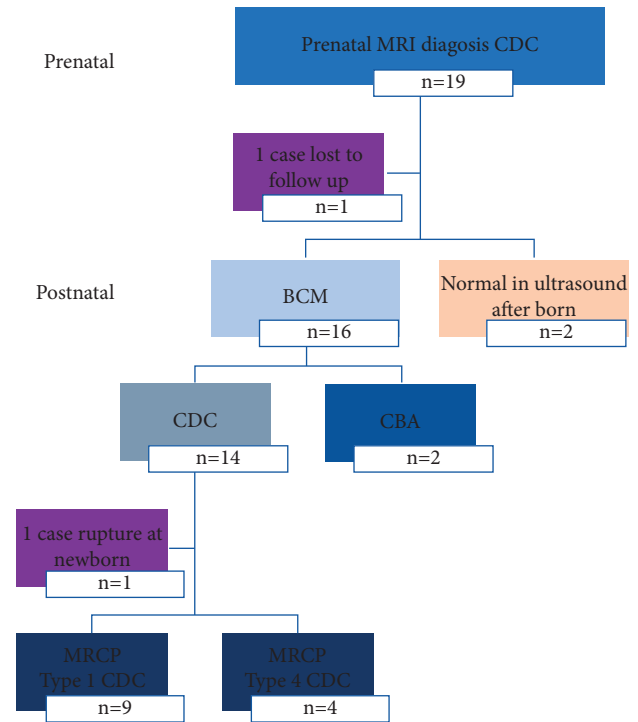 Prenatal
Prenatal MRI diagosis CDC
n=19
1 case lost to
follow up
n=1
Postnatal
BCM
n=16
Normal in ultrasound
after born
n=2
CDC
n=14
CBA
n=2
1 case rupture at
newborn
n=1
MRCP
Type 1 CDC
n=9
MRCP
Type 4 CDC
n=4